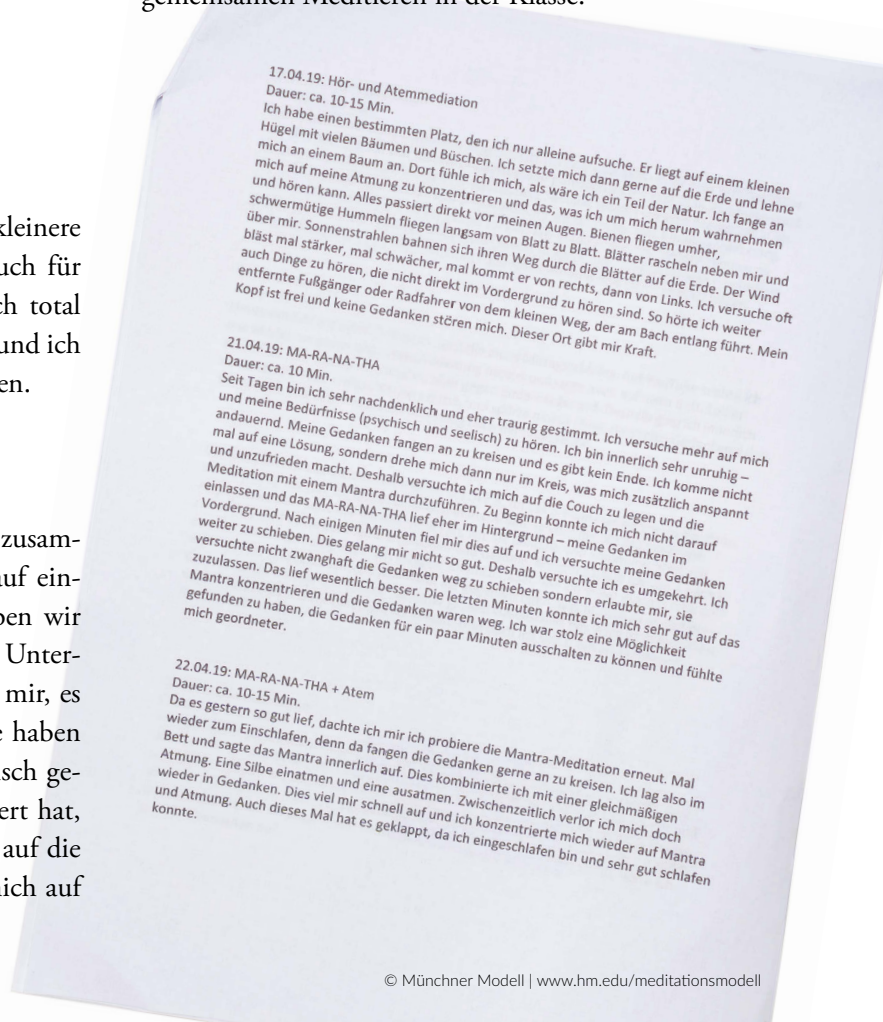 gemeinsamen Meditieren in der Klasse.
kleinere
uch für
ch total
und ich
en.
zusam-
auf ein-
ben wir
Unter-
mir, es
e haben
isch ge-
ert hat,
auf die
nich auf
17.04.19: Hör- und Atemmediation
Dauer: ca. 10-15 Min.
Ich habe einen bestimmten Platz, den ich nur alleine aufsuche. Er liegt auf einem kleinen
Hügel mit vielen Bäumen und Büschen. Ich setzte mich dann gerne auf die Erde und lehne
mich an einem Baum an. Dort fühle ich mich, als wäre ich ein Teil der Natur. Ich fange an
mich auf meine Atmung zu konzentrieren und das, was ich um mich herum wahrnehmen
und hören kann. Alles passiert direkt vor meinen Augen. Bienen fliegen umher,
schwermütige Hummeln fliegen langsam von Blatt zu Blatt. Blätter rascheln neben mir und
über mir. Sonnenstrahlen bahnen sich ihren Weg durch die Blätter auf die Erde. Der Wind
bläst mal stärker, mal schwächer, mal kommt er von rechts, dann von Links. Ich versuche oft
auch Dinge zu hören, die nicht direkt im Vordergrund zu hören sind. So hörte ich weiter
entfernte Fußgänger oder Radfahrer von dem kleinen Weg, der am Bach entlang führt. Mein
Kopf ist frei und keine Gedanken stören mich. Dieser Ort gibt mir Kraft.
21.04.19: MA-RA-NA-THA
Dauer: ca. 10 Min.
Seit Tagen bin ich sehr nachdenklich und eher traurig gestimmt. Ich versuche mehr auf mich
und meine Bedürfnisse (psychisch und seelisch) zu hören. Ich bin innerlich sehr unruhig –
andauernd. Meine Gedanken fangen an zu kreisen und es gibt kein Ende. Ich komme nicht
mal auf eine Lösung, sondern drehe mich dann nur im Kreis, was mich zusätzlich anspannt
und unzufrieden macht. Deshalb versuchte ich mich auf die Couch zu legen und die
Meditation mit einem Mantra durchzuführen. Zu Beginn konnte ich mich nicht darauf
einlassen und das MA-RA-NA-THA lief eher im Hintergrund – meine Gedanken im
Vordergrund. Nach einigen Minuten fiel mir dies auf und ich versuchte meine Gedanken
weiter zu schieben. Dies gelang mir nicht so gut. Deshalb versuchte ich es umgekehrt. Ich
versuchte nicht zwanghaft die Gedanken weg zu schieben sondern erlaubte mir, sie
zuzulassen. Das lief wesentlich besser. Die letzten Minuten konnte ich mich sehr gut auf das
Mantra konzentrieren und die Gedanken waren weg. Ich war stolz eine Möglichkeit
gefunden zu haben, die Gedanken für ein paar Minuten ausschalten zu können und fühlte
mich geordneter.
22.04.19: MA-RA-NA-THA + Atem
Dauer: ca. 10-15 Min.
Da es gestern so gut lief, dachte ich mir ich probiere die Mantra-Meditation erneut. Mal
wieder zum Einschlafen, denn da fangen die Gedanken gerne an zu kreisen. Ich lag also im
Bett und sagte das Mantra innerlich auf. Dies kombinierte ich mit einer gleichmäßigen
Atmung. Eine Silbe einatmen und eine ausatmen. Zwischenzeitlich verlor ich mich doch
wieder in Gedanken. Dies viel mir schnell auf und ich konzentrierte mich wieder auf Mantra
und Atmung. Auch dieses Mal hat es geklappt, da ich eingeschlafen bin und sehr gut schlafen
konnte.
© Münchner Modell | www.hm.edu/meditationsmodell